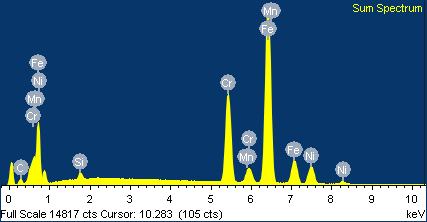 Sum Spectrum
Mn
Fe
Fe
Ni
Mn
Cr
Cr
Cr
Mn
Fe
Ni
Ni
C
Si
0 1 2 3 4 5 6 7 8 9 10
Full Scale 14817 cts Cursor: 10.283 (105 cts) keV